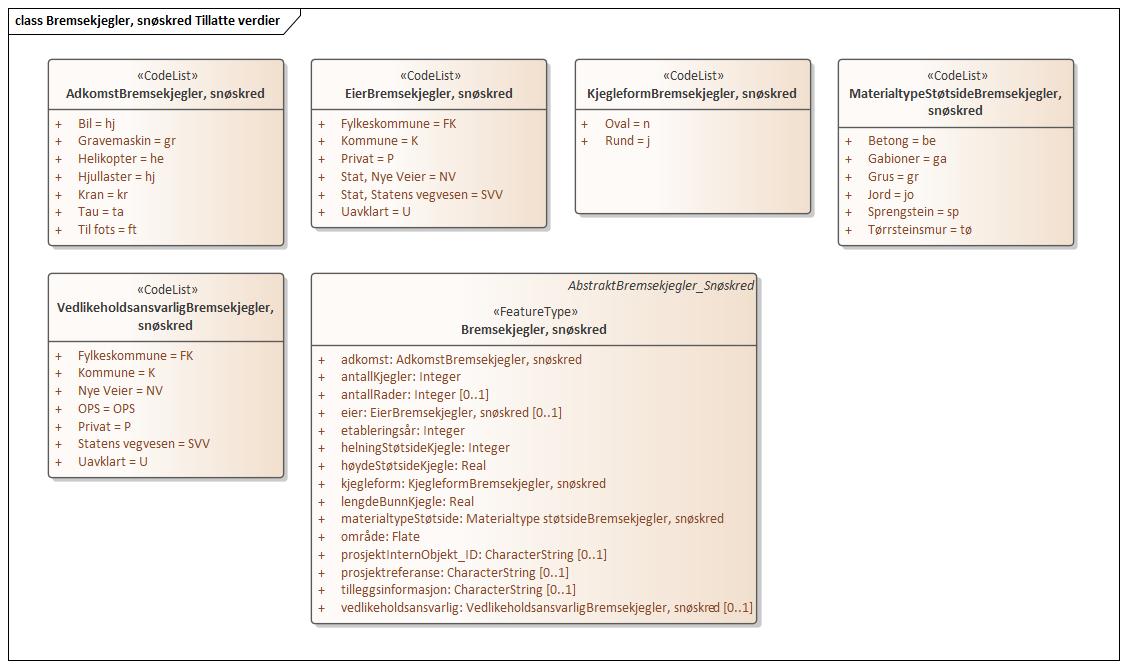 class Bremsekjegler, snøskred Tillatte verdier
«CodeList»
AdkomstBremsekjegler, snøskred
+ Bil = hj
+ Gravemaskin = gr
+ Helikopter = he
+ Hjullaster = hj
+ Kran = kr
+ Tau = ta
+ Til fots = ft
«CodeList»
EierBremsekjegler, snøskred
+ Fylkeskommune = FK
+ Kommune = K
+ Privat = P
+ Stat, Nye Veier = NV
+ Stat, Statens vegvesen = SVV
+ Uavklart = U
«CodeList»
KjegleformBremsekjegler, snøskred
+ Oval = n
+ Rund = j
«CodeList»
MaterialtypeStøtsideBremsekjegler,
snøskred
+ Betong = be
+ Gabioner = ga
+ Grus = gr
+ Jord = jo
+ Sprengstein = sp
+ Tørrsteinsmur = tø
«CodeList»
VedlikeholdsansvarligBremsekjegler,
snøskred
+ Fylkeskommune = FK
+ Kommune = K
+ Nye Veier = NV
+ OPS = OPS
+ Privat = P
+ Statens vegvesen = SVV
+ Uavklart = U
AbstraktBremsekjegler_Snøskred
«FeatureType»
Bremsekjegler, snøskred
+ adkomst: AdkomstBremsekjegler, snøskred
+ antallKjegler: Integer
+ antallRader: Integer [0..1]
+ eier: EierBremsekjegler, snøskred [0..1]
+ etableringsår: Integer
+ helningStøtsideKjegle: Integer
+ høydeStøtsideKjegle: Real
+ kjegleform: KjegleformBremsekjegler, snøskred
+ lengdeBunnKjegle: Real
+ materialtypeStøtside: Materialtype støtsideBremsekjegler, snøskred
+ område: Flate
+ prosjektInternObjekt_ID: CharacterString [0..1]
+ prosjektreferanse: CharacterString [0..1]
+ tilleggsinformasjon: CharacterString [0..1]
+ vedlikeholdsansvarlig: VedlikeholdsansvarligBremsekjegler, snøskred [0..1]